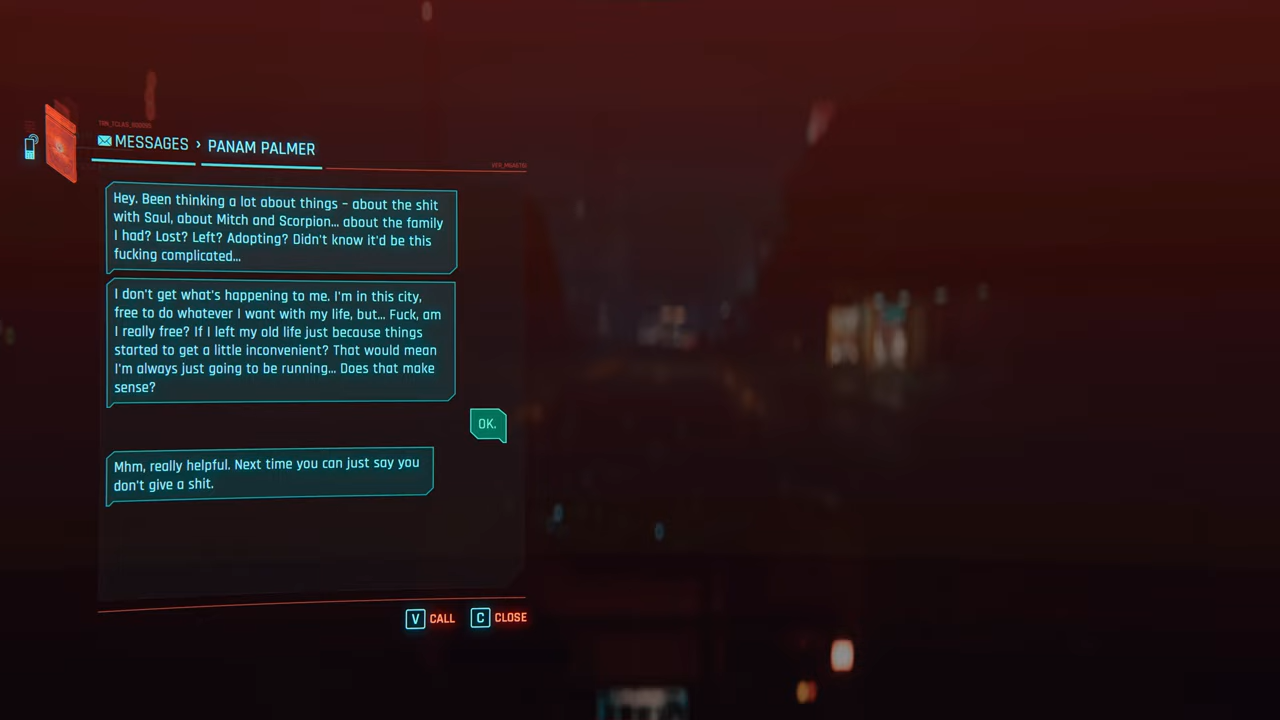 MESSAGES › PANAM PALMER
Hey. Been thinking a lot about things – about the shit
with Saul, about Mitch and Scorpion... about the family
I had? Lost? Left? Adopting? Didn't know it'd be this
fucking complicated...
I don't get what's happening to me. I'm in this city,
free to do whatever I want with my life, but... Fuck, am
I really free? If I left my old life just because things
started to get a little inconvenient? That would mean
I'm always just going to be running... Does that make
sense?
OK.
Mhm, really helpful. Next time you can just say you
don't give a shit.
V CALL C CLOSE